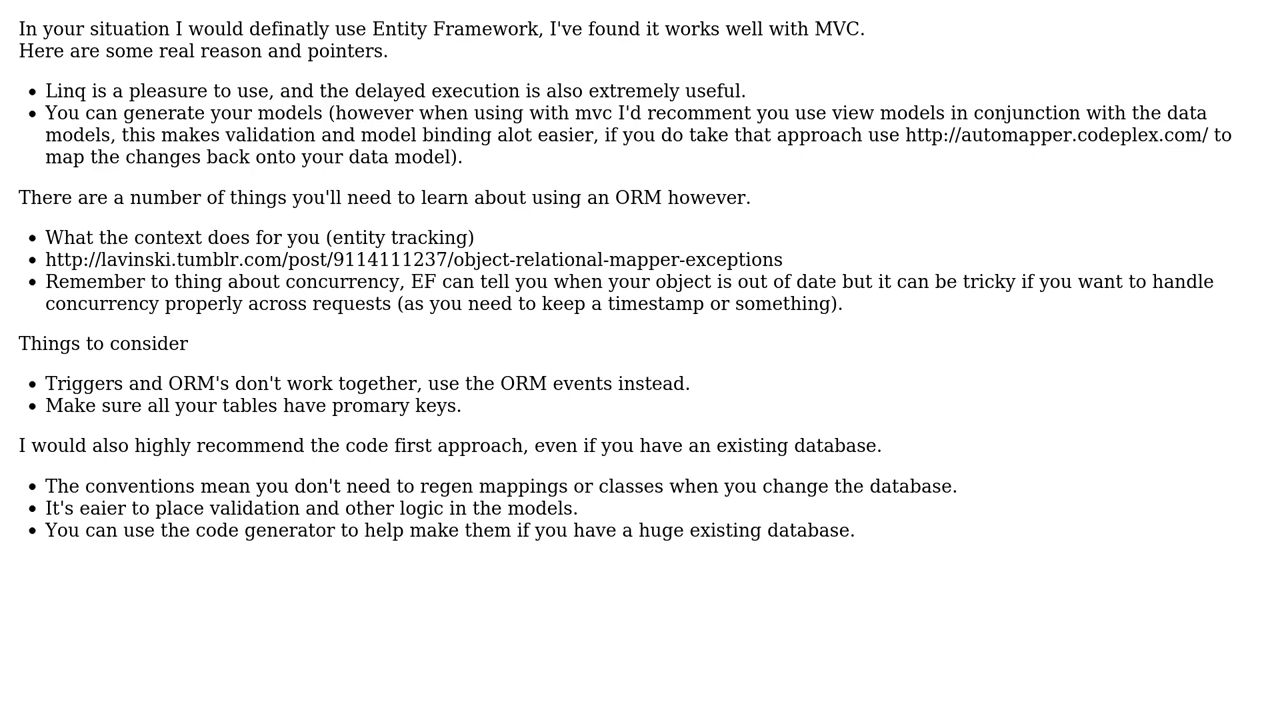 In your situation I would definatly use Entity Framework, I've found it works well with MVC.
Here are some real reason and pointers.
• Linq is a pleasure to use, and the delayed execution is also extremely useful.
• You can generate your models (however when using with mvc I'd recomment you use view models in conjunction with the data
models, this makes validation and model binding alot easier, if you do take that approach use http://automapper.codeplex.com/ to
map the changes back onto your data model).
There are a number of things you'll need to learn about using an ORM however.
• What the context does for you (entity tracking)
• http://lavinski.tumblr.com/post/9114111237/object-relational-mapper-exceptions
• Remember to thing about concurrency, EF can tell you when your object is out of date but it can be tricky if you want to handle
concurrency properly across requests (as you need to keep a timestamp or something).
Things to consider
• Triggers and ORM's don't work together, use the ORM events instead.
• Make sure all your tables have promary keys.
I would also highly recommend the code first approach, even if you have an existing database.
• The conventions mean you don't need to regen mappings or classes when you change the database.
• It's eaier to place validation and other logic in the models.
• You can use the code generator to help make them if you have a huge existing database.